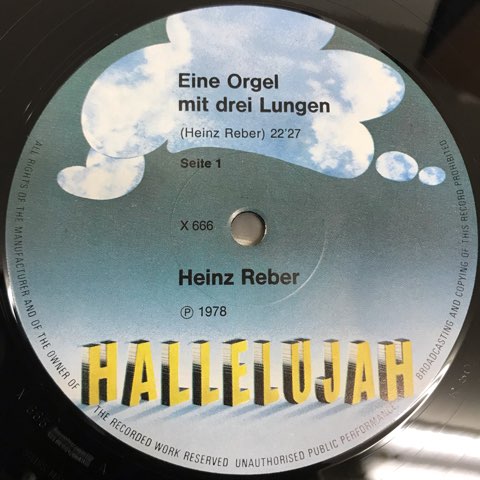 Eine Orgel
mit drei Lungen
(Heinz Reber) 22'27
Seite 1
X 666
Heinz Reber
Ⓟ 1978
HALLELUJAH
ALL RIGHTS OF THE MANUFACTURER AND OF THE OWNER OF THE RECORDED WORK RESERVED UNAUTHORISED PUBLIC PERFORMANCE BROADCASTING AND COPYING OF THIS RECORD PROHIBITED